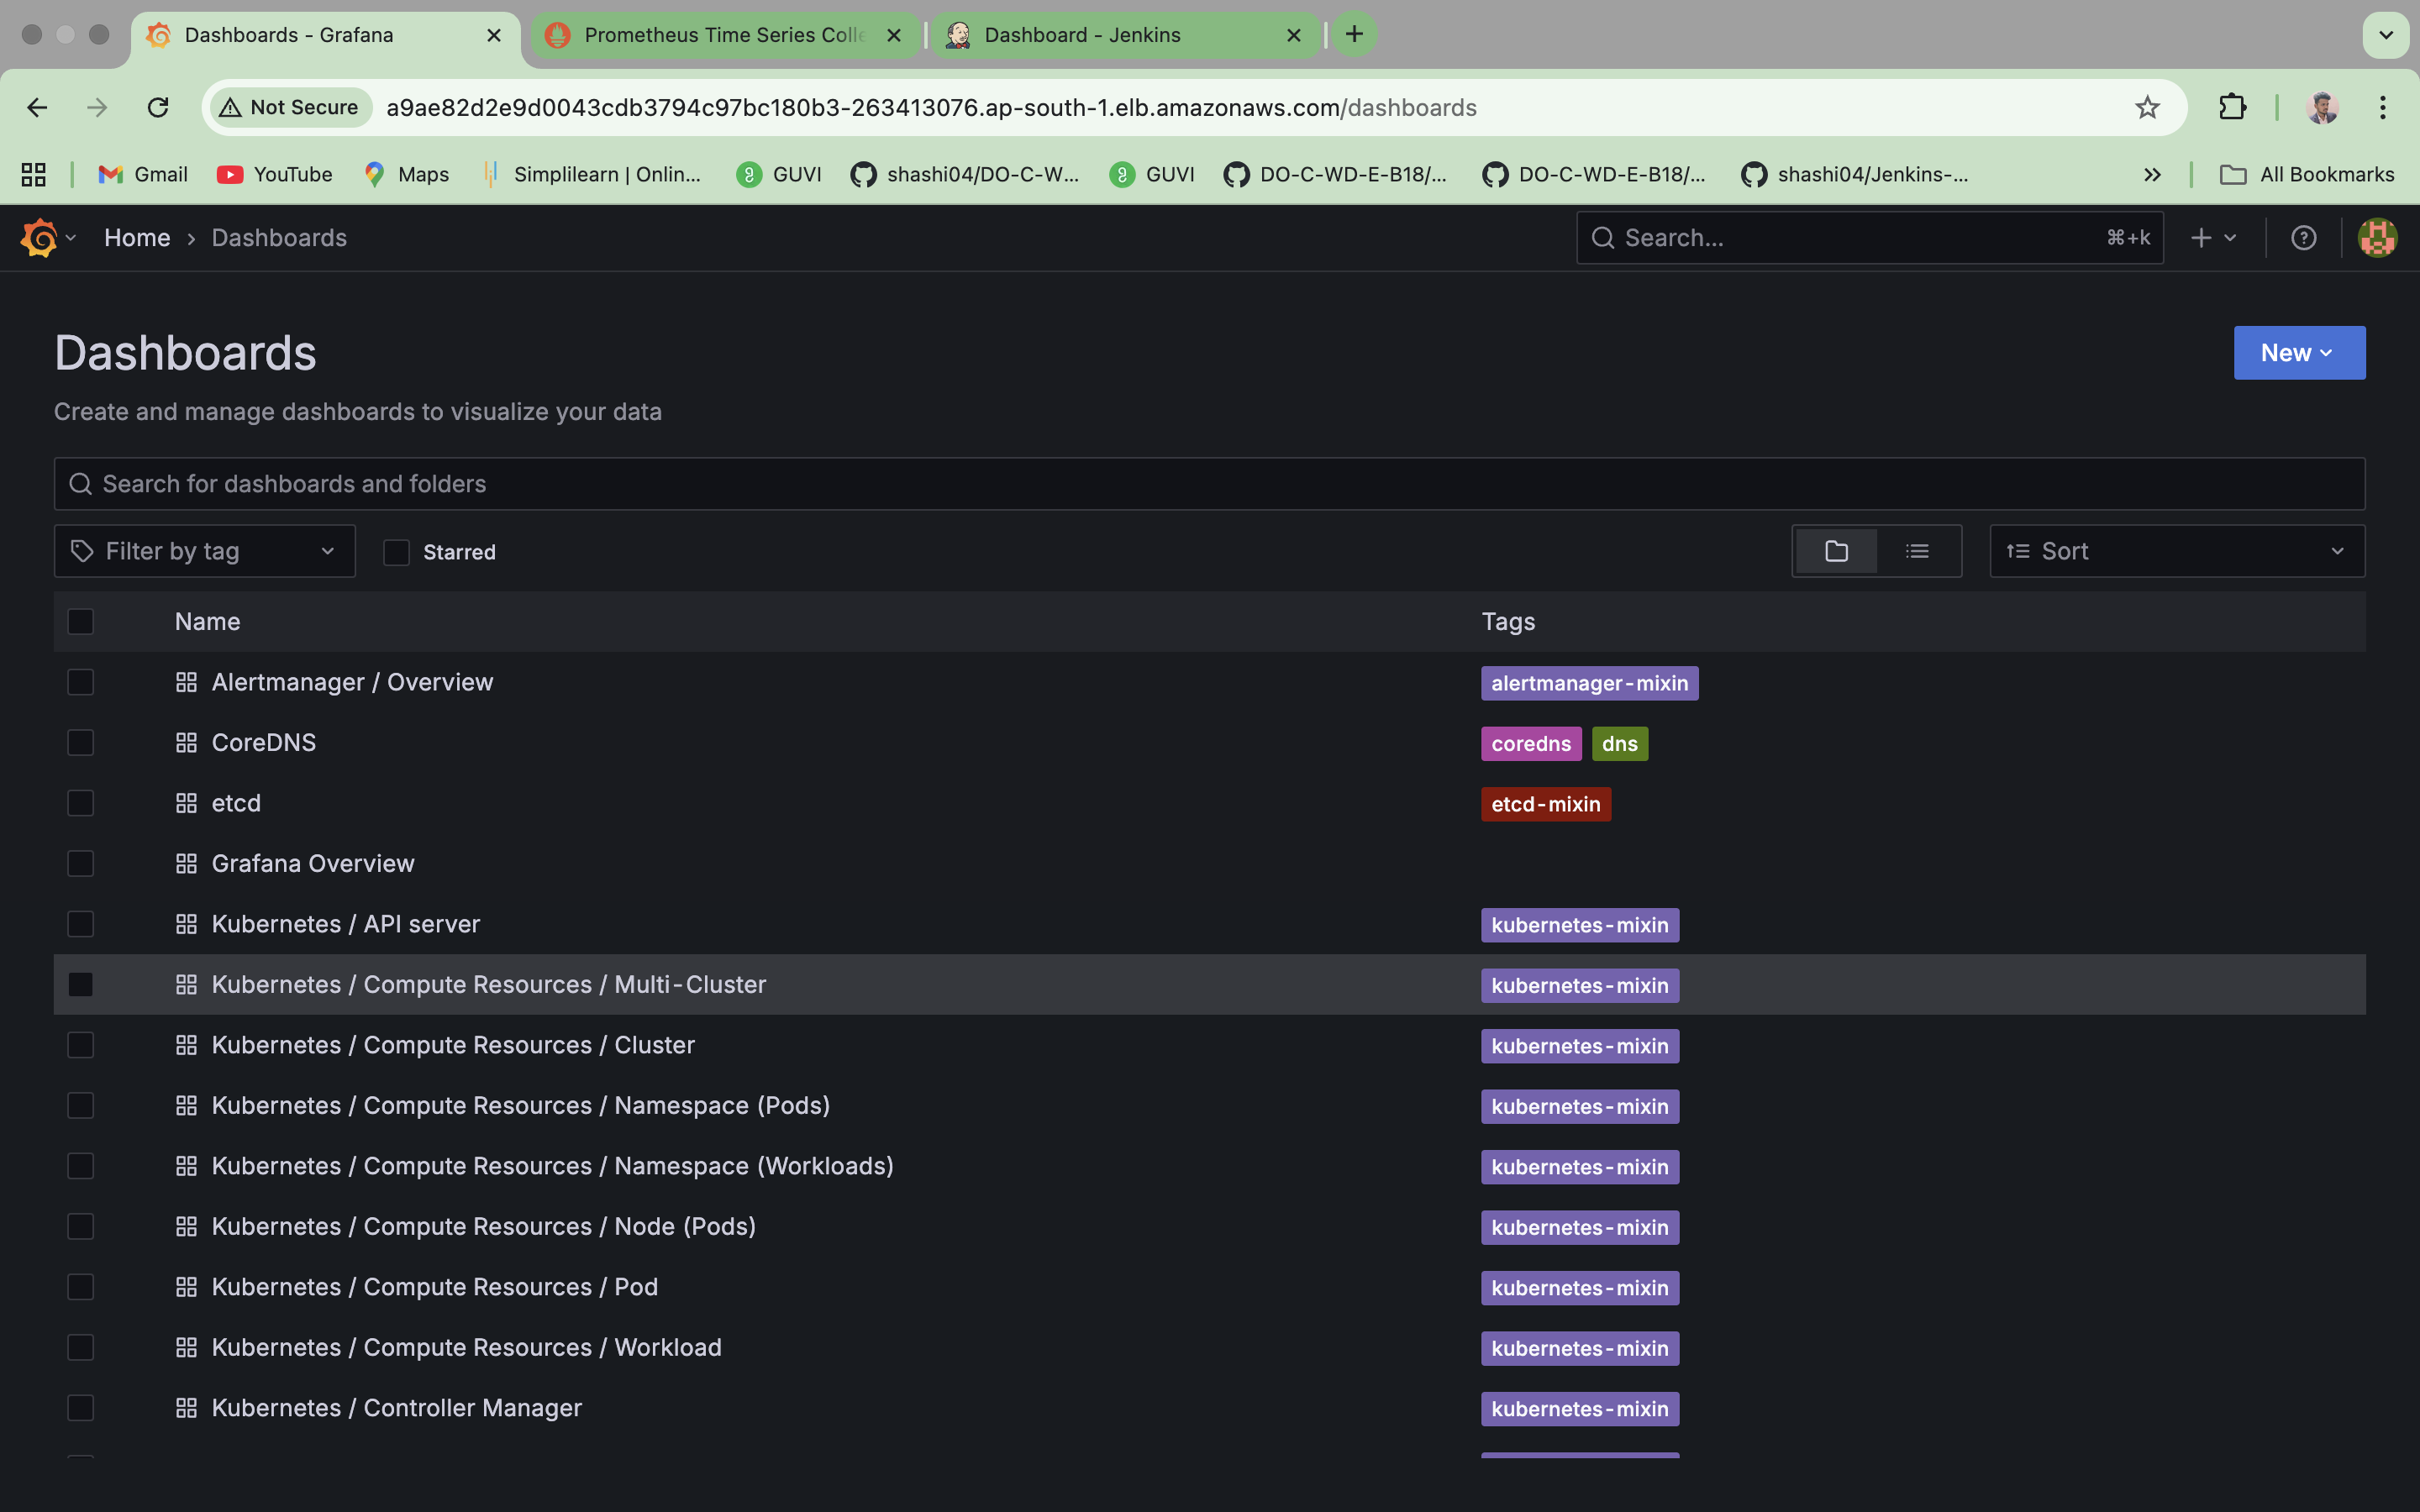 Dashboards - Grafana
Prometheus Time Series Colle
Dashboard - Jenkins
Not Secure
a9ae82d2e9d0043cdb3794c97bc180b3-263413076.ap-south-1.elb.amazonaws.com/dashboards
Gmail
YouTube
Maps
Simplilearn | Onlin...
GUVI
shashi04/DO-C-W...
GUVI
DO-C-WD-E-B18/...
DO-C-WD-E-B18/...
shashi04/Jenkins-...
All Bookmarks
Home › Dashboards
Search...
⌘+k
Dashboards
New
Create and manage dashboards to visualize your data
Search for dashboards and folders
Filter by tag
Starred
Sort
Name Tags
Alertmanager / Overview alertmanager-mixin
CoreDNS coredns dns
etcd etcd-mixin
Grafana Overview
Kubernetes / API server kubernetes-mixin
Kubernetes / Compute Resources / Multi-Cluster kubernetes-mixin
Kubernetes / Compute Resources / Cluster kubernetes-mixin
Kubernetes / Compute Resources / Namespace (Pods) kubernetes-mixin
Kubernetes / Compute Resources / Namespace (Workloads) kubernetes-mixin
Kubernetes / Compute Resources / Node (Pods) kubernetes-mixin
Kubernetes / Compute Resources / Pod kubernetes-mixin
Kubernetes / Compute Resources / Workload kubernetes-mixin
Kubernetes / Controller Manager kubernetes-mixin